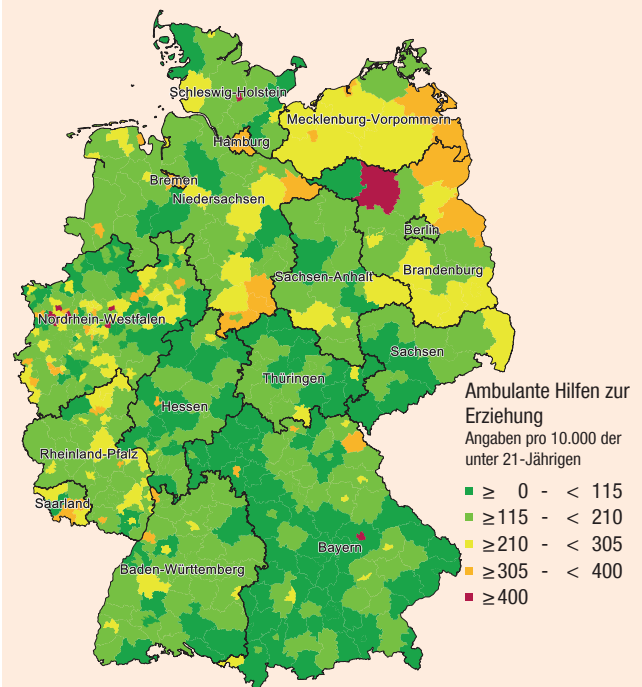 Schleswig-Holstein
Mecklenburg-Vorpommern
Hamburg
Bremen
Niedersachsen
Berlin
Sachsen-Anhalt
Brandenburg
Nordrhein-Westfalen
Sachsen
Thüringen
Hessen
Rheinland-Pfalz
Saarland
Bayern
Baden-Württemberg
Ambulante Hilfen zur
Erziehung
Angaben pro 10.000 der
unter 21-Jährigen
≥ 0 - < 115
≥115 - < 210
≥210 - < 305
≥305 - < 400
≥400